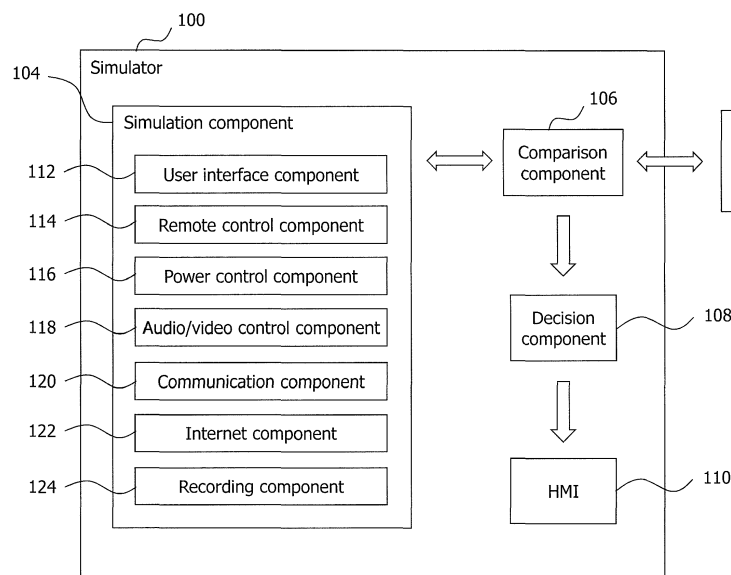 100
Simulator
104
106
Simulation component
Comparison
component
112
User interface component
114
Remote control component
116
Power control component
118
Audio/video control component
Decision
component
108
120
Communication component
122
Internet component
124
Recording component
HMI
110